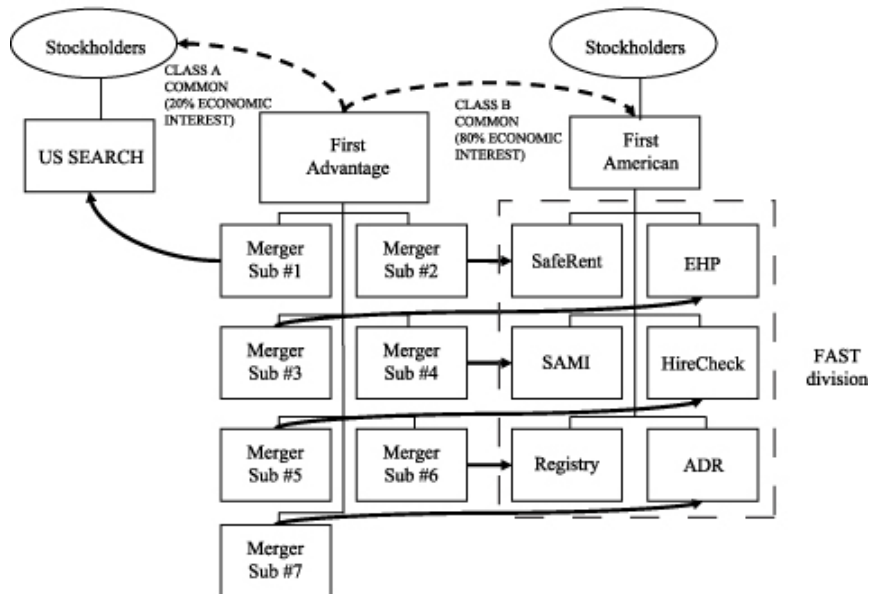 Stockholders
Stockholders
CLASS A
COMMON
(20% ECONOMIC
INTEREST)
CLASS B
COMMON
(80% ECONOMIC
INTEREST)
US SEARCH
First
Advantage
First
American
Merger
Sub #1
Merger
Sub #2
SafeRent
EHP
Merger
Sub #3
Merger
Sub #4
SAMI
HireCheck
FAST
division
Merger
Sub #5
Merger
Sub #6
Registry
ADR
Merger
Sub #7